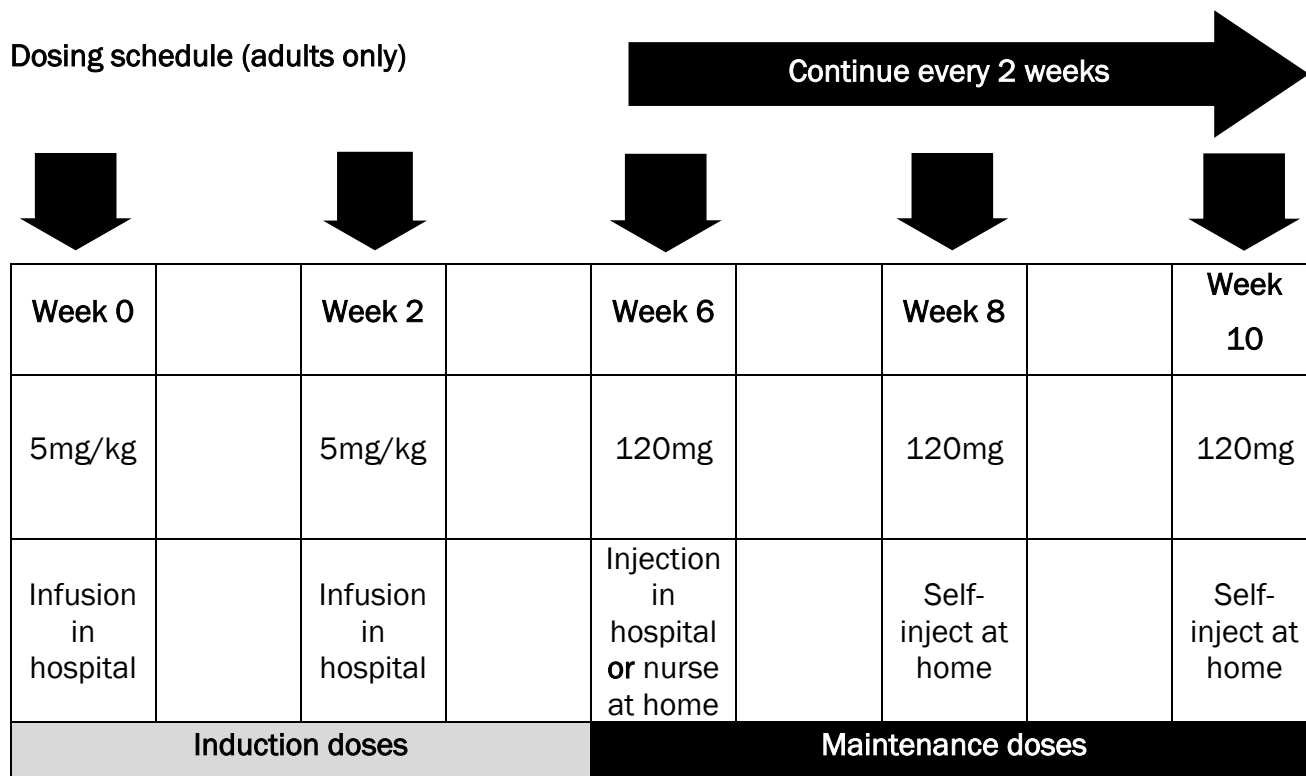 Dosing schedule (adults only)
Continue every 2 weeks
Week 0
Week 2
Week 6
Week 8
Week
10
5mg/kg
5mg/kg
120mg
120mg
120mg
Infusion
in
hospital
Infusion
in
hospital
Injection
in
hospital
or nurse
at home
Self-
inject at
home
Self-
inject at
home
Induction doses
Maintenance doses